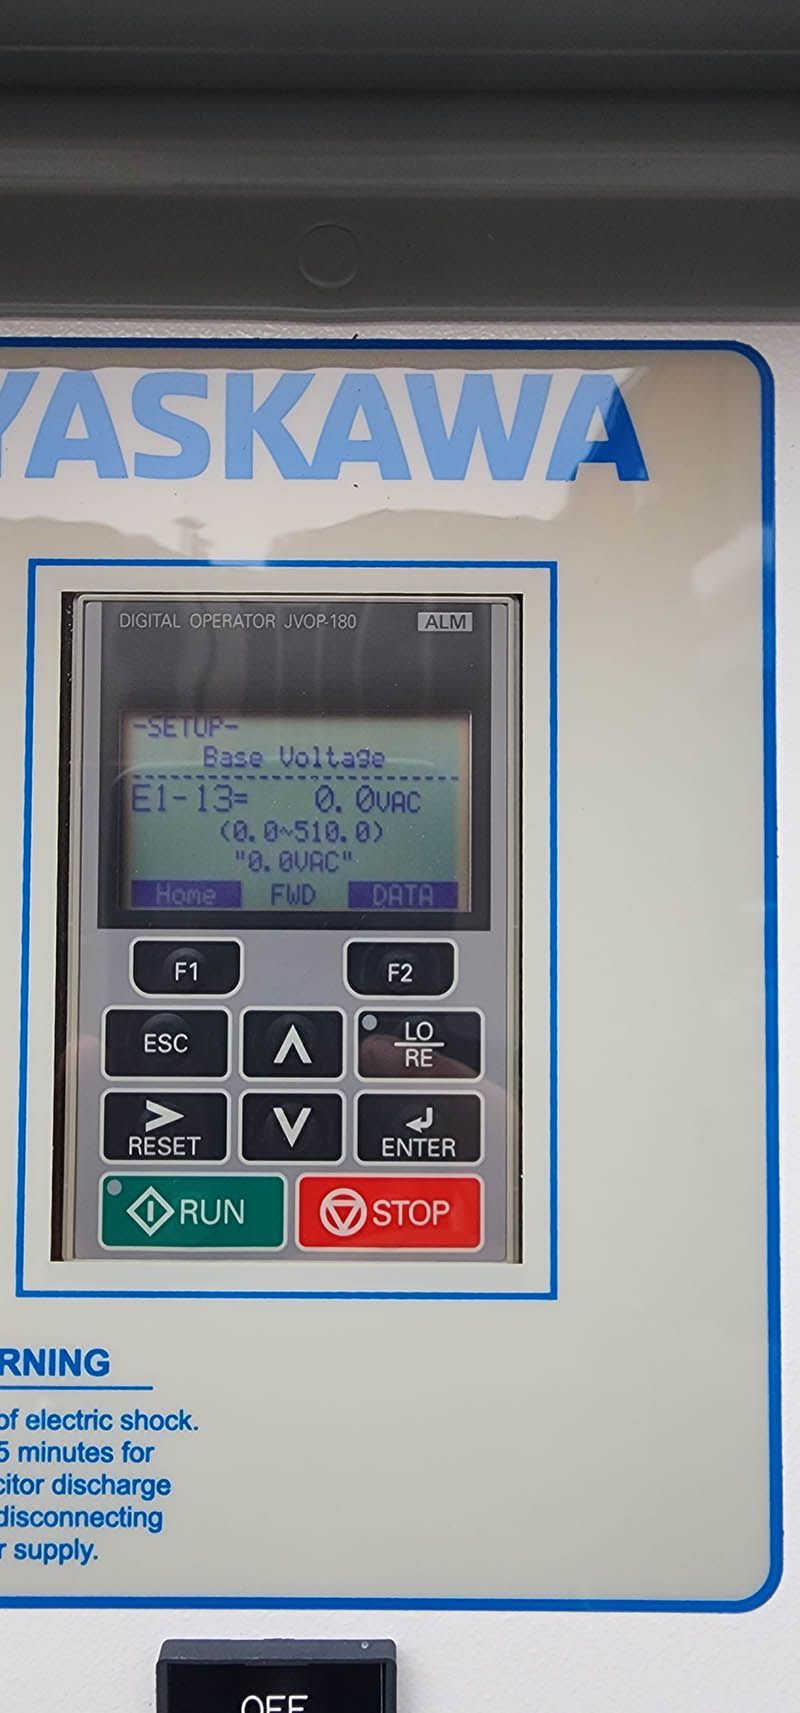 YASKAWA
DIGITAL OPERATOR JVOP-180 ALM
-SETUP-
Base Voltage
E1-13= 0.0VAC
(0.0~510.0)
"0.0VAC"
Home FWD DATA
F1 F2
ESC LO
RE
RESET ENTER
RUN STOP
RNING
of electric shock.
5 minutes for
citor discharge
disconnecting
r supply.
OFF